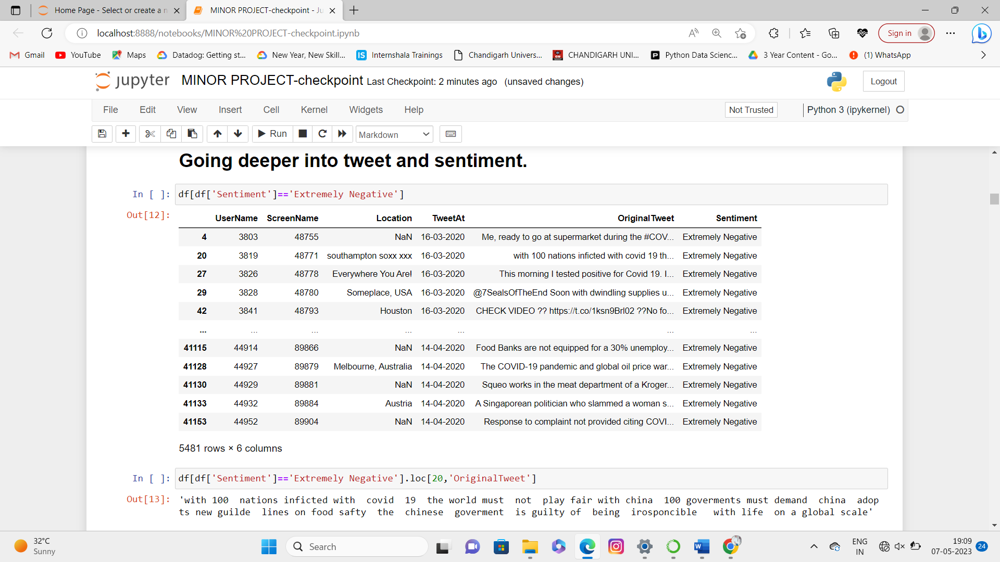 Home Page - Select or create a n
MINOR PROJECT-checkpoint - Ju
localhost:8888/notebooks/MINOR%20PROJECT-checkpoint.ipynb
Sign in
Gmail YouTube Maps Datadog: Getting st... New Year, New Skill... Internshala Trainings Chandigarh Univers... CHANDIGARH UNI... Python Data Scienc... 3 Year Content - Go... (1) WhatsApp
jupyter MINOR PROJECT-checkpoint Last Checkpoint: 2 minutes ago (unsaved changes)
Logout
File Edit View Insert Cell Kernel Widgets Help Not Trusted Python 3 (ipykernel)
Run Markdown
Going deeper into tweet and sentiment.
In [ ]: df[df['Sentiment']=='Extremely Negative']
Out[12]:
UserName ScreenName Location TweetAt OriginalTweet Sentiment
4 3803 48755 NaN 16-03-2020 Me, ready to go at supermarket during the #COV... Extremely Negative
20 3819 48771 southampton soxx xxx 16-03-2020 with 100 nations inficted with covid 19 th... Extremely Negative
27 3826 48778 Everywhere You Are! 16-03-2020 This morning I tested positive for Covid 19. I... Extremely Negative
29 3828 48780 Someplace, USA 16-03-2020 @7SealsOfTheEnd Soon with dwindling supplies u... Extremely Negative
42 3841 48793 Houston 16-03-2020 CHECK VIDEO ?? https://t.co/1ksn9Brl02 ??No fo... Extremely Negative
... ... ... ... ... ... ...
41115 44914 89866 NaN 14-04-2020 Food Banks are not equipped for a 30% unemploy... Extremely Negative
41128 44927 89879 Melbourne, Australia 14-04-2020 The COVID-19 pandemic and global oil price war... Extremely Negative
41130 44929 89881 NaN 14-04-2020 Squeo works in the meat department of a Kroger... Extremely Negative
41133 44932 89884 Austria 14-04-2020 A Singaporean politician who slammed a woman s... Extremely Negative
41153 44952 89904 NaN 14-04-2020 Response to complaint not provided citing COVI... Extremely Negative
5481 rows × 6 columns
In [ ]: df[df['Sentiment']=='Extremely Negative'].loc[20,'OriginalTweet']
Out[13]: 'with 100  nations inficted with  covid  19  the world must  not  play fair with china  100 goverments must demand  china  adop
ts new guilde  lines on food safty  the  chinese  goverment  is guilty of  being  irosponcible   with life  on a global scale'
32°C
Sunny
Search
ENG
IN
19:09
07-05-2023
24